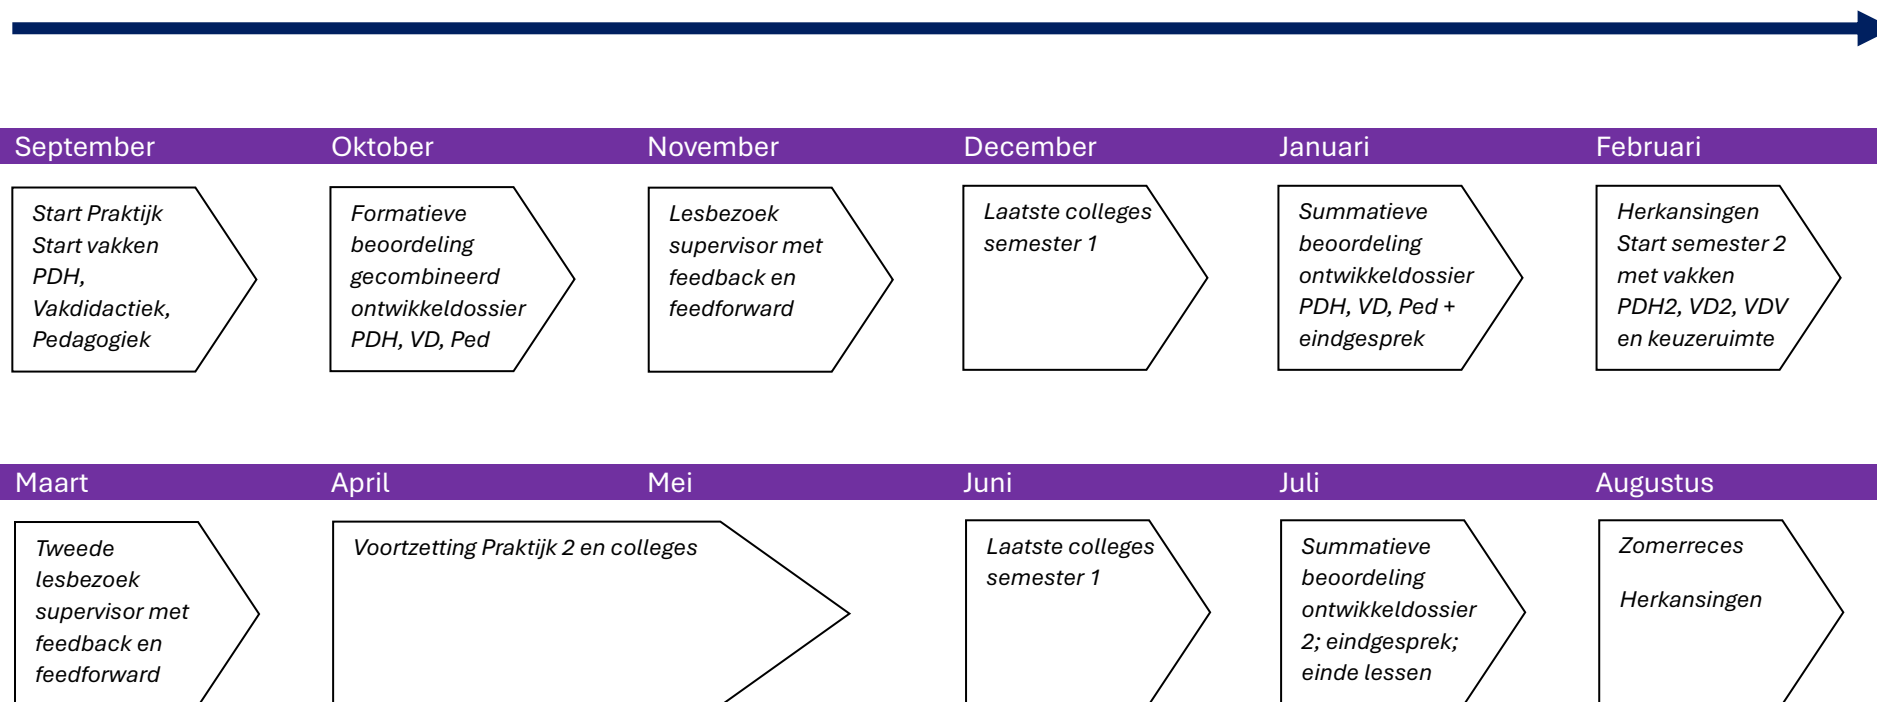 September Oktober November December Januari Februari
Start Praktijk
Start vakken
PDH,
Vakdidactiek,
Pedagogiek
Formatieve
beoordeling
gecombineerd
ontwikkeldossier
PDH, VD, Ped
Lesbezoek
supervisor met
feedback en
feedforward
Laatste colleges
semester 1
Summatieve
beoordeling
ontwikkeldossier
PDH, VD, Ped +
eindgesprek
Herkansingen
Start semester 2
met vakken
PDH2, VD2, VDV
en keuzeruimte
Maart April Mei Juni Juli Augustus
Tweede
lesbezoek
supervisor met
feedback en
feedforward
Voortzetting Praktijk 2 en colleges
Laatste colleges
semester 1
Summatieve
beoordeling
ontwikkeldossier
2; eindgesprek;
einde lessen
Zomerreces
Herkansingen